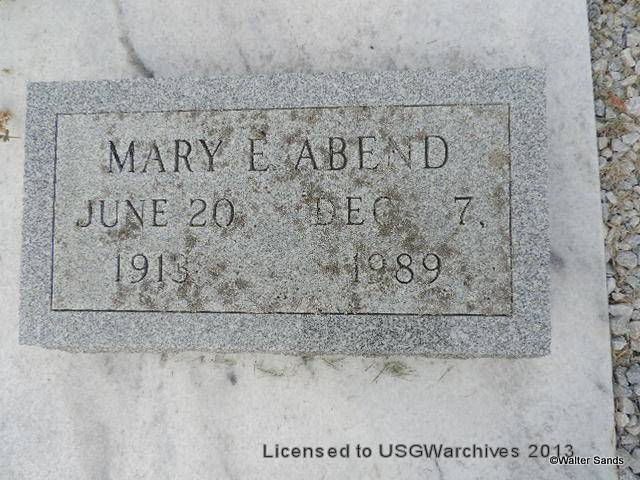 MARY E ABEND
JUNE 20 DEC 7,
1913 1989
Licensed to USGWarchives 2013
©Walter Sands